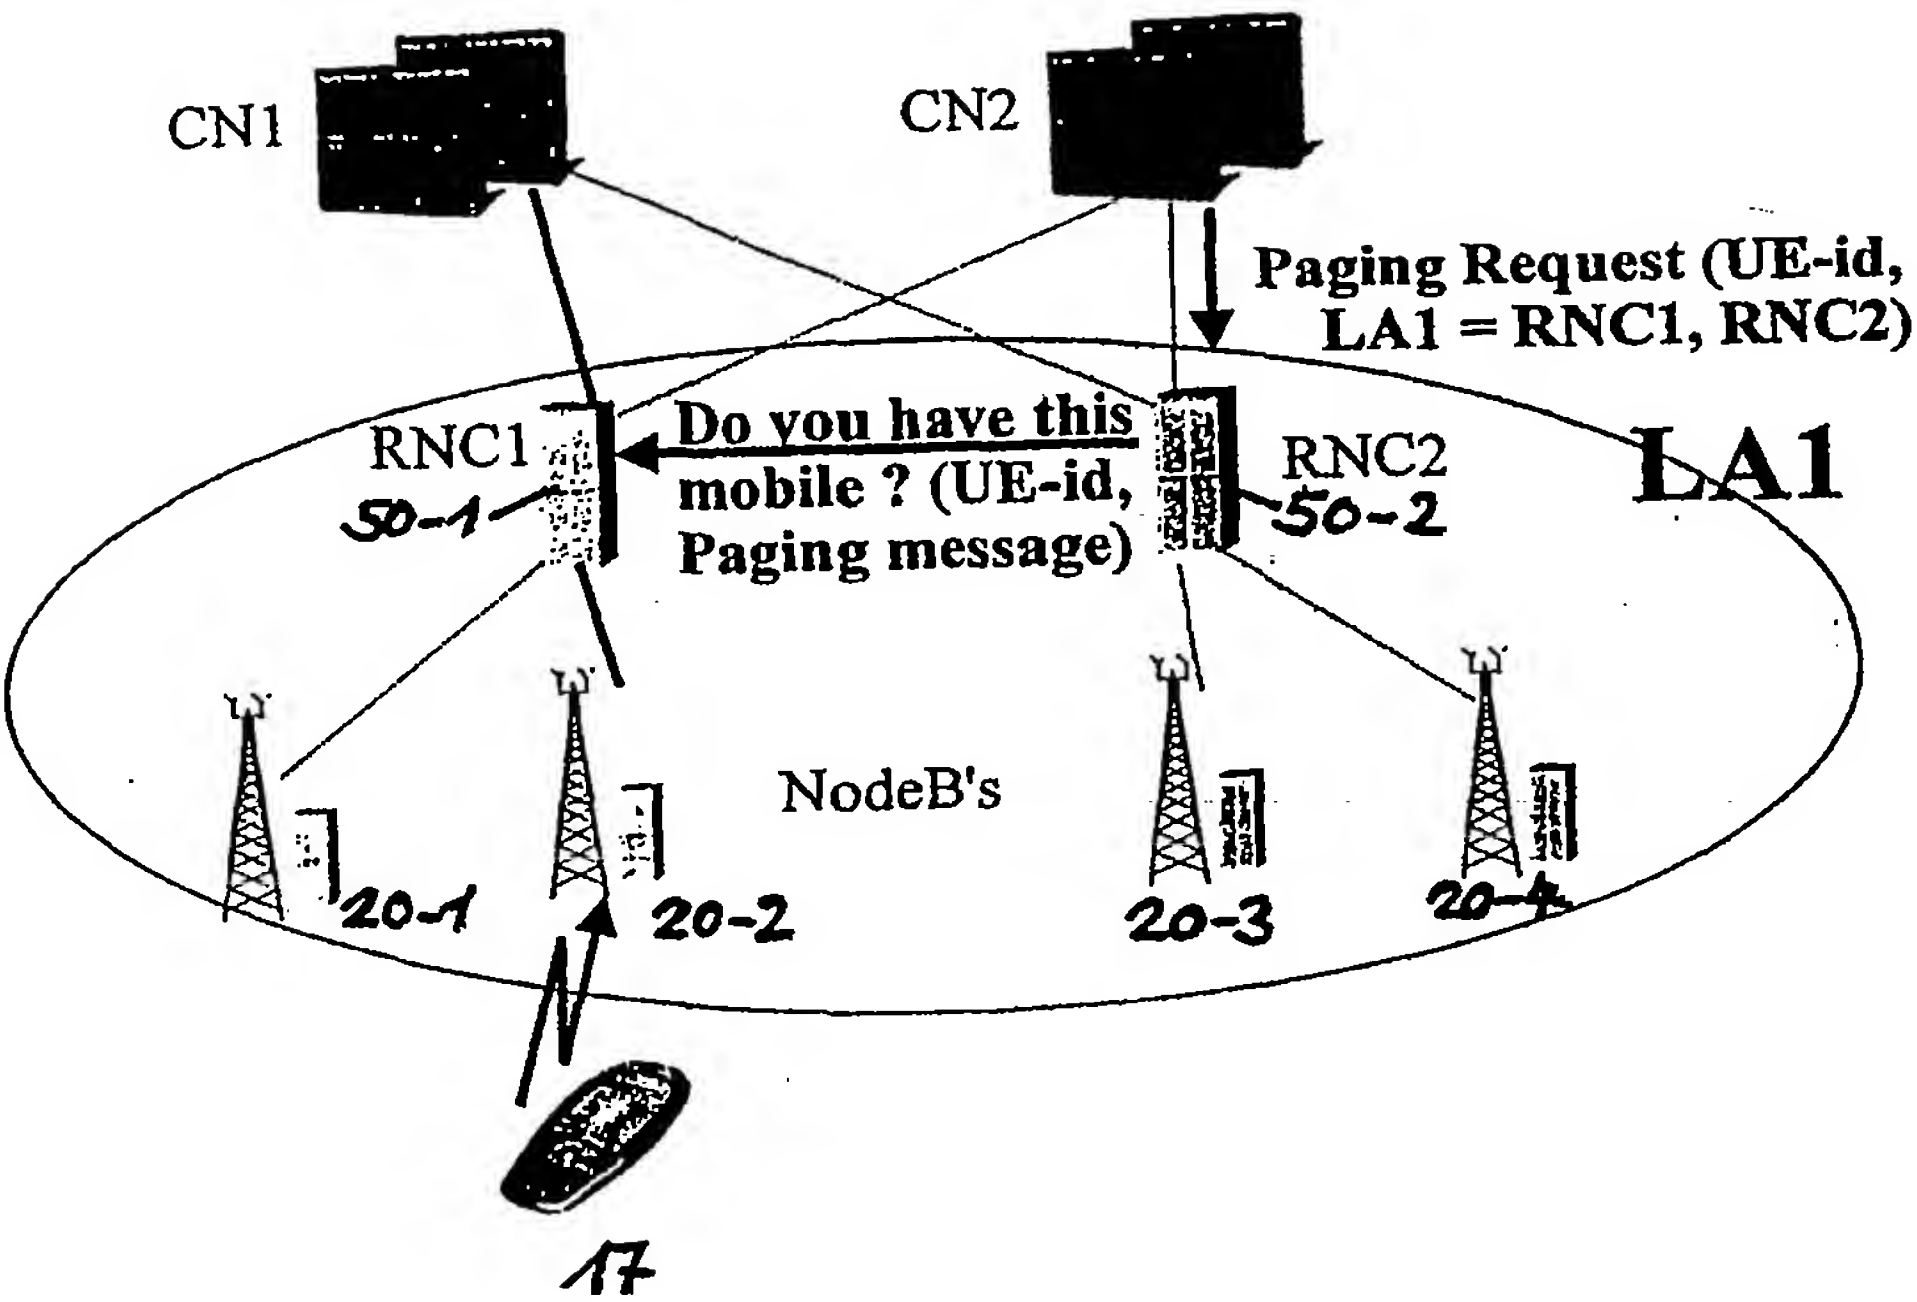 CN1
CN2
Paging Request (UE-id,
LA1 = RNC1, RNC2)
RNC1
50-1
Do you have this
mobile ? (UE-id,
Paging message)
RNC2
50-2
LA1
NodeB's
20-1
20-2
20-3
20-4
17